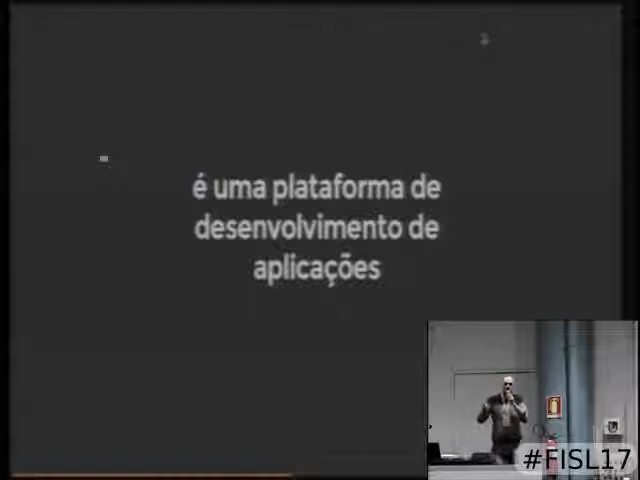 é uma plataforma de
desenvolvimento de
aplicações
#FISL17